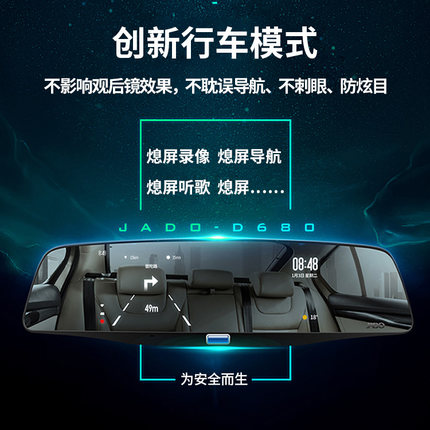 创新行车模式
不影响观后镜效果，不耽误导航、不刺眼、防炫目
熄屏录像 熄屏导航
熄屏听歌 熄屏......
JADO-D680
08:48
49m
18°
为安全而生